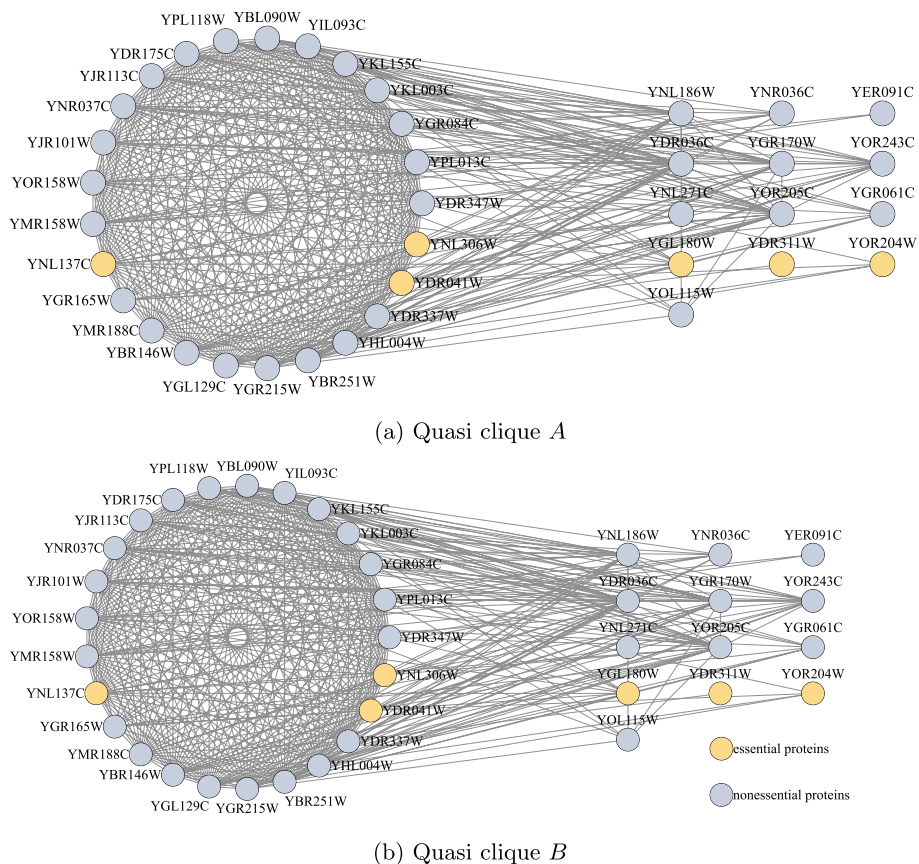 YPL118W YBL090W YIL093C
YDR175C YKL155C
YJR113C YKL003C YNL186W YNR036C YER091C
YNR037C YGR084C
YJR101W YPL013C YDR036C YGR170W YOR243C
YOR158W YDR347W YNL271C YOR205C YGR061C
YMR158W YNL306W YGL180W YDR311W YOR204W
YNL137C YDR041W
YGR165W YDR337W YOL115W
YMR188C YHL004W
YBR146W YBR251W
YGL129C YGR215W
(a) Quasi clique A
YPL118W YBL090W YIL093C
YDR175C YKL155C
YJR113C YKL003C YNL186W YNR036C YER091C
YNR037C YGR084C
YJR101W YPL013C YDR036C YGR170W YOR243C
YOR158W YDR347W YNL271C YOR205C YGR061C
YMR158W YNL306W YGL180W YDR311W YOR204W
YNL137C YDR041W
YGR165W YDR337W YOL115W
YMR188C YHL004W essential proteins
YBR146W YBR251W
YGL129C YGR215W nonessential proteins
(b) Quasi clique B